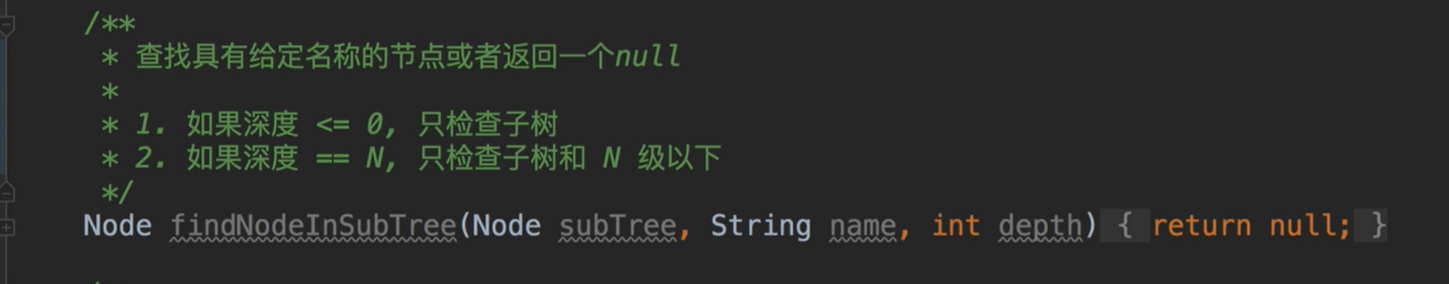 /**
* 查找具有给定名称的节点或者返回一个null
*
* 1. 如果深度 <= 0, 只检查子树
* 2. 如果深度 == N, 只检查子树和 N 级以下
*/
Node findNodeInSubTree(Node subTree, String name, int depth) { return null; }